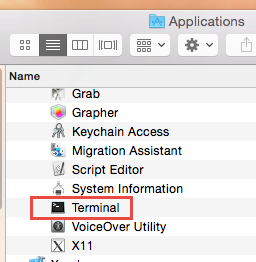 Applications
Name
Grab
Grapher
Keychain Access
Migration Assistant
Script Editor
System Information
Terminal
VoiceOver Utility
X11